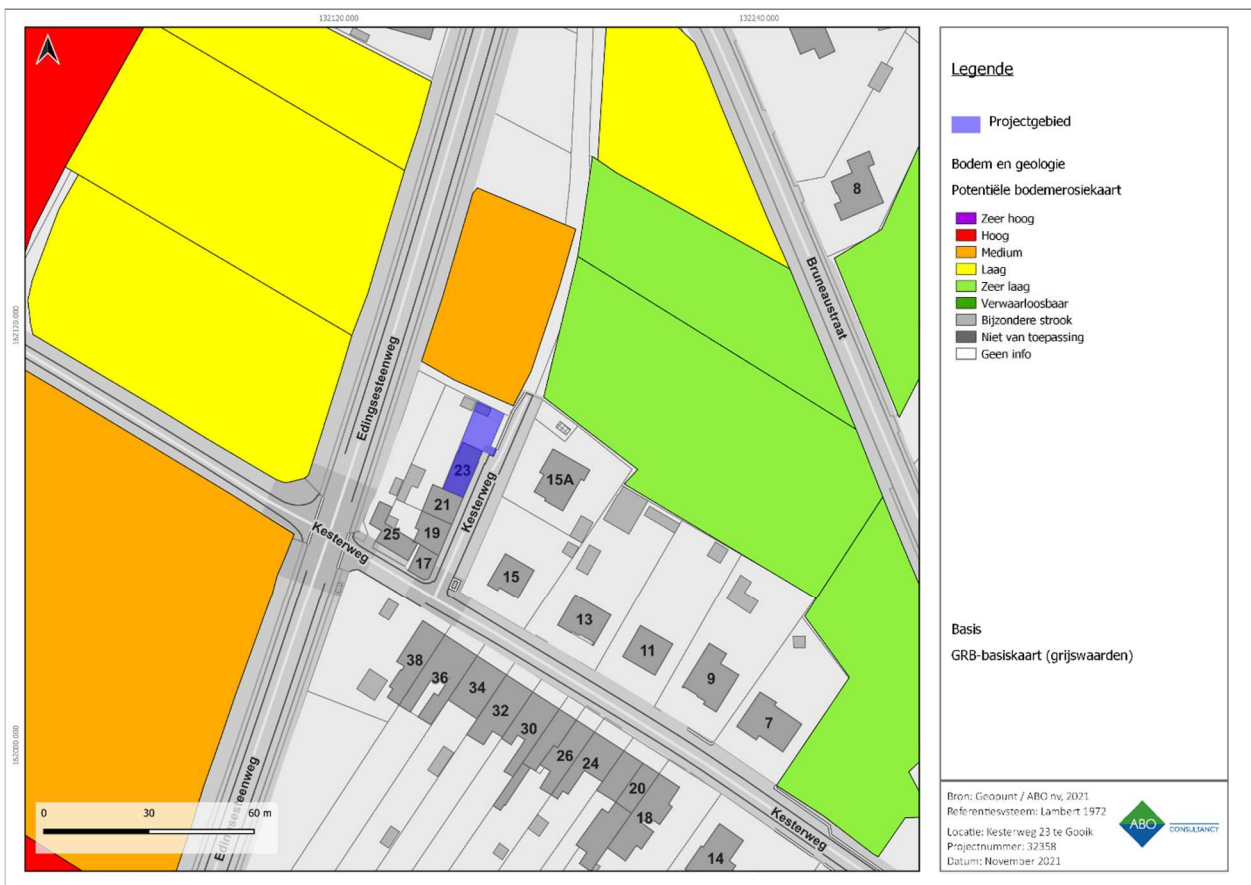 132120.000
132240.000
162120.000
162000.000
Edingsesteenweg
Bruneaustraat
8
23
21
19
17
25
Kesterweg
Kesterweg
15A
15
13
11
9
7
38
36
34
32
30
26
24
20
18
14
Kesterweg
Edingsesteenweg
0 30 60 m
Legende
Projectgebied
Bodem en geologie
Potentiële bodemerosiekaart
Zeer hoog
Hoog
Medium
Laag
Zeer laag
Verwaarloosbaar
Bijzondere strook
Niet van toepassing
Geen info
Basis
GRB-basiskaart (grijswaarden)
Bron: Geopunt / ABO nv, 2021
Referentiesysteem: Lambert 1972
Locatie: Kesterweg 23 te Gooik
Projectnummer: 32358
Datum: November 2021
ABO CONSULTANCY